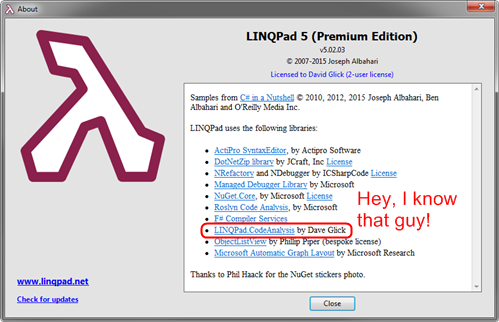 About
LINQPad 5 (Premium Edition)
v5.02.03
© 2007-2015 Joseph Albahari
Licensed to David Glick (2-user license)
Samples from C# in a Nutshell © 2010, 2012, 2015 Joseph Albahari, Ben
Albahari and O'Reilly Media Inc.
LINQPad uses the following libraries:
ActiPro SyntaxEditor, by Actipro Software
DotNetZip library by JCraft, Inc License
NRefactory and NDebugger by ICSharpCode License
Managed Debugger Library by Microsoft
NuGet.Core, by Microsoft License
Roslyn Code Analysis, by Microsoft
F# Compiler Services
LINQPad.CodeAnalysis by Dave Glick
ObjectListView by Phillip Piper (bespoke license)
Microsoft Automatic Graph Layout by Microsoft Research
Hey, I know
that guy!
Thanks to Phil Haack for the NuGet stickers photo.
www.linqpad.net
Check for updates
Close